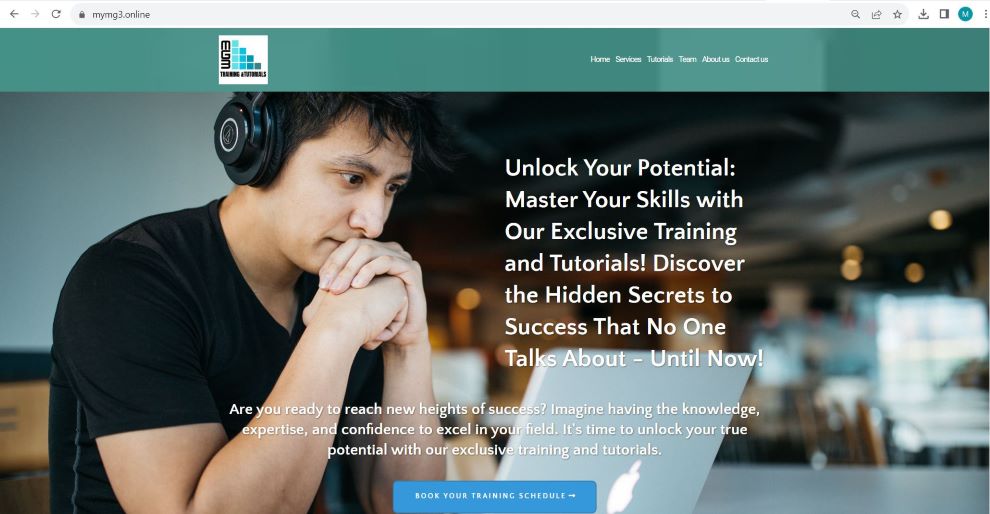 mymg3.online
M
MGW
TRAINING &TUTORIALS
Home Services Tutorials Team About us Contact us
Unlock Your Potential:
Master Your Skills with
Our Exclusive Training
and Tutorials! Discover
the Hidden Secrets to
Success That No One
Talks About - Until Now!
Are you ready to reach new heights of success? Imagine having the knowledge,
expertise, and confidence to excel in your field. It's time to unlock your true
potential with our exclusive training and tutorials.
BOOK YOUR TRAINING SCHEDULE